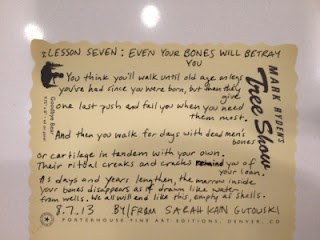 LESSON SEVEN: EVEN YOUR BONES WILL BETRAY
YOU
You think you'll walk until old age on legs
you've had since you were born, but then they give
one last push and fail you when you need
them most.
And then you walk for days with dead men's
bones
or cartilage in tandem with your own.
Their ritual creaks and cracks remind you of
your loan.
As days and years lengthen, the marrow inside
your bones disappears as if drawn like water
from wells. We all will end like this, empty as shells.
8.7.13 BY/FROM SARAH KAIN GUTOWSKI
PORTERHOUSE FINE ART EDITIONS, DENVER, CO
Goodbye Bear
MARK RYDEN'S
Tree Show